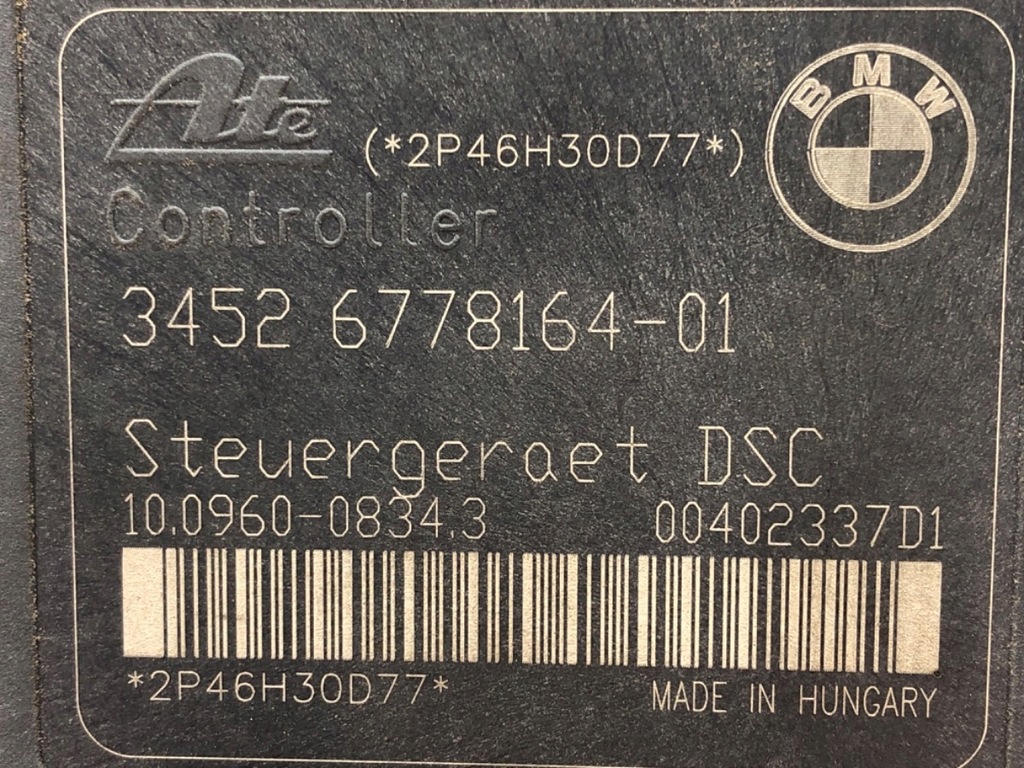 Ate
(*2P46H30D77*)
BMW
Controller
3452 6778164-01
Steuergeraet DSC
10.0960-0834.3 00402337D1
*2P46H30D77* MADE IN HUNGARY